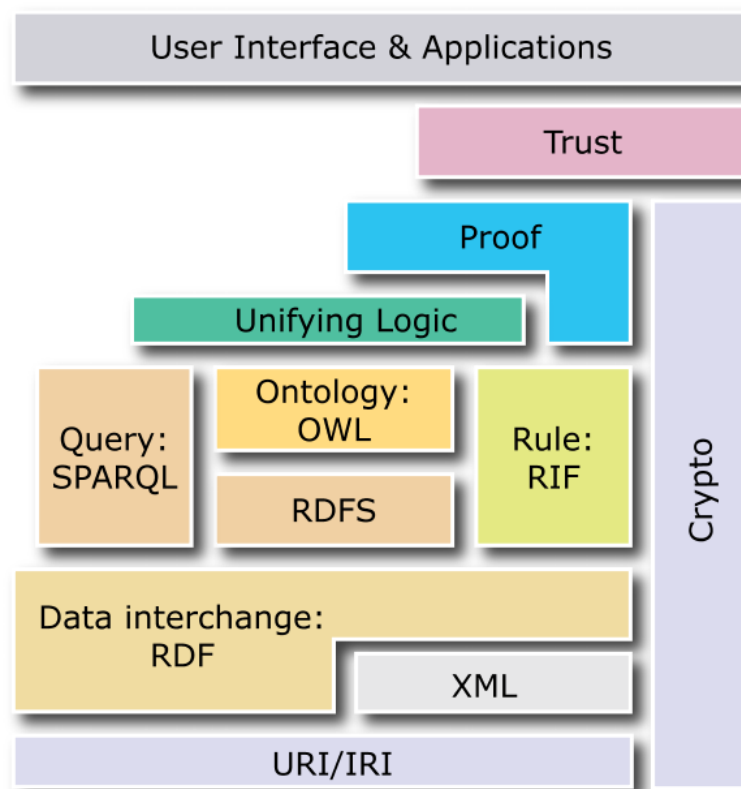 User Interface & Applications
Trust
Proof
Unifying Logic
Ontology:
OWL
Query:
SPARQL
Rule:
RIF
RDFS
Crypto
Data interchange:
RDF
XML
URI/IRI